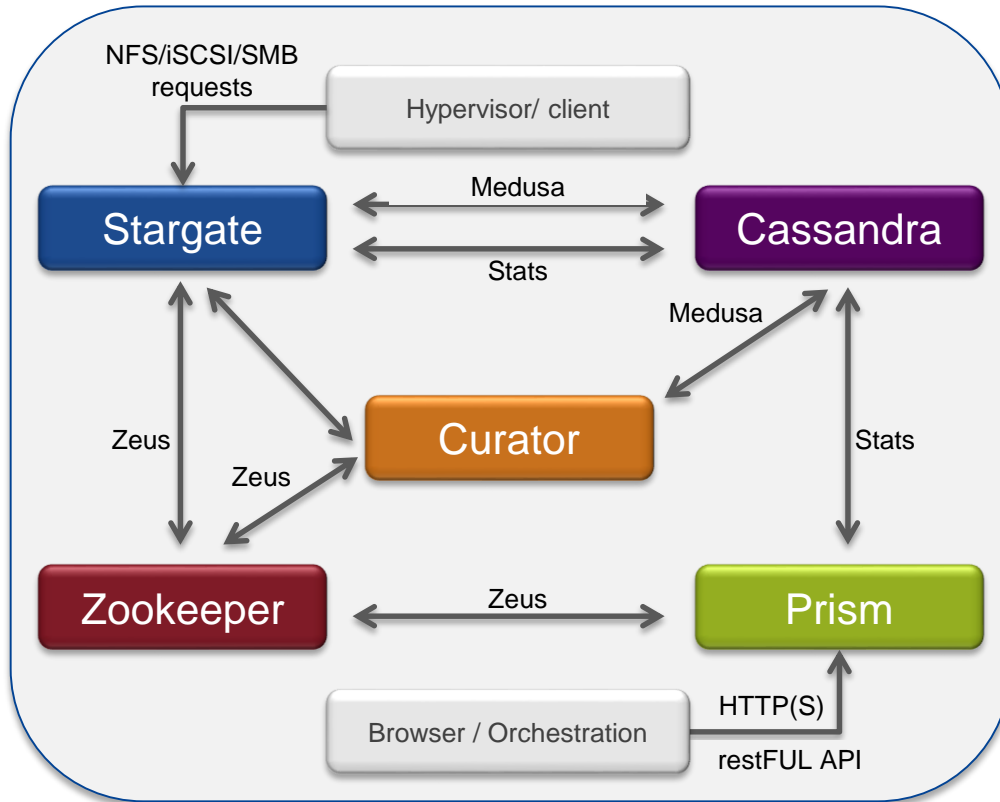 NFS/iSCSI/SMB
requests
Hypervisor/ client
Stargate
Medusa
Cassandra
Stats
Medusa
Zeus
Curator
Stats
Zeus
Zookeeper
Zeus
Prism
Browser / Orchestration
HTTP(S)
restFUL API